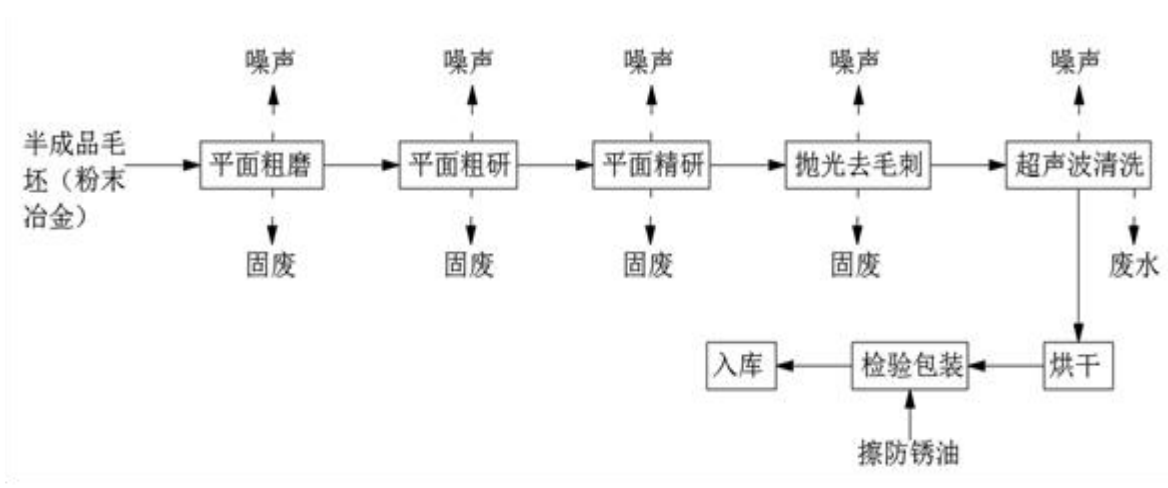 噪声
噪声
噪声
噪声
噪声
半成品毛
坯（粉末
冶金）
平面粗磨
平面粗研
平面精研
抛光去毛刺
超声波清洗
固废
固废
固废
固废
废水
入库
检验包装
烘干
擦防锈油